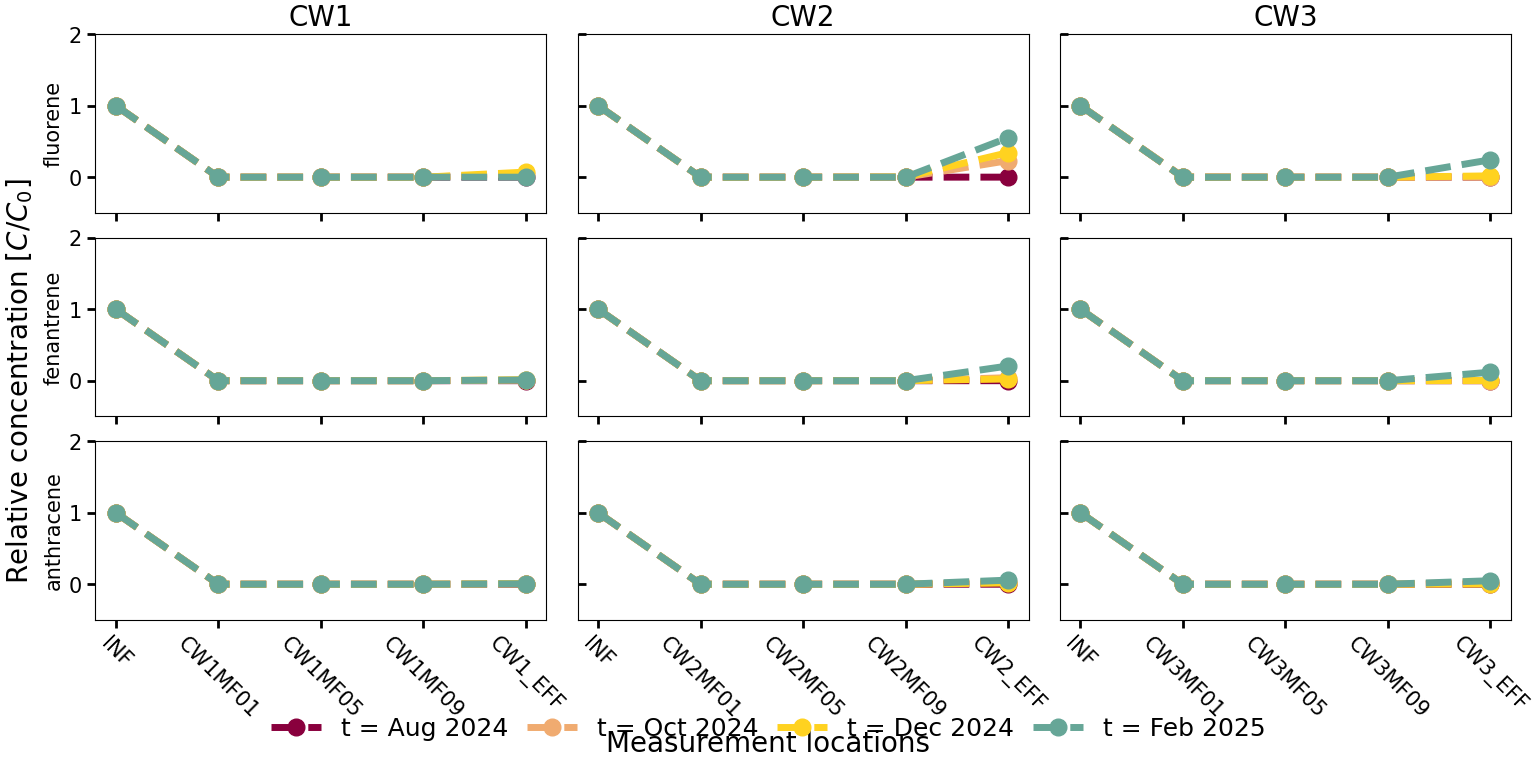 CW1 CW2 CW3
Relative concentration [C/C0]
fluorene
2
1
0
fenantrene
2
1
0
anthracene
2
1
0
INF CW1MF01 CW1MF05 CW1MF09 CW1_EFF INF CW2MF01 CW2MF05 CW2MF09 CW2_EFF INF CW3MF01 CW3MF05 CW3MF09 CW3_EFF
t = Aug 2024 t = Oct 2024 t = Dec 2024 t = Feb 2025
Measurement locations